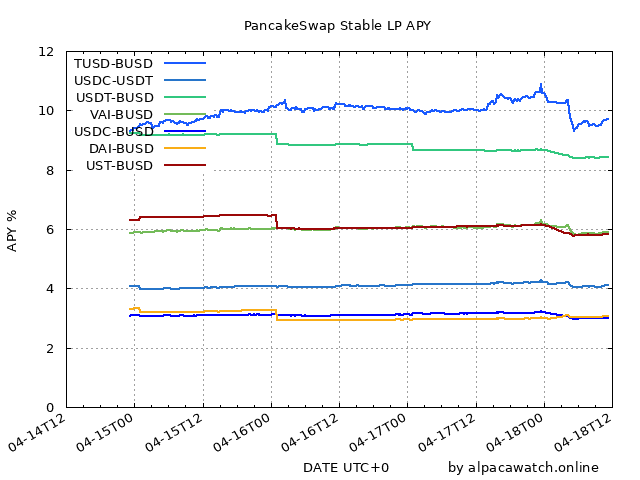 PancakeSwap Stable LP APY
APY %
12
10
8
6
4
2
0
TUSD-BUSD
USDC-USDT
USDT-BUSD
VAI-BUSD
USDC-BUSD
DAI-BUSD
UST-BUSD
04-14T12
04-15T00
04-15T12
04-16T00
04-16T12
04-17T00
04-17T12
04-18T00
04-18T12
DATE UTC+0
by alpacawatch.online